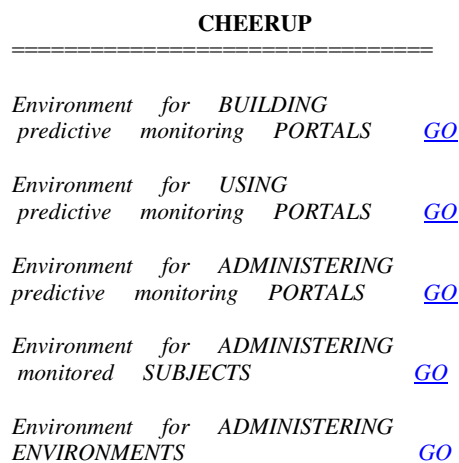 CHEERUP
==================================
Environment for BUILDING
predictive monitoring PORTALS GO
Environment for USING
predictive monitoring PORTALS GO
Environment for ADMINISTERING
predictive monitoring PORTALS GO
Environment for ADMINISTERING
monitored SUBJECTS GO
Environment for ADMINISTERING
ENVIRONMENTS GO